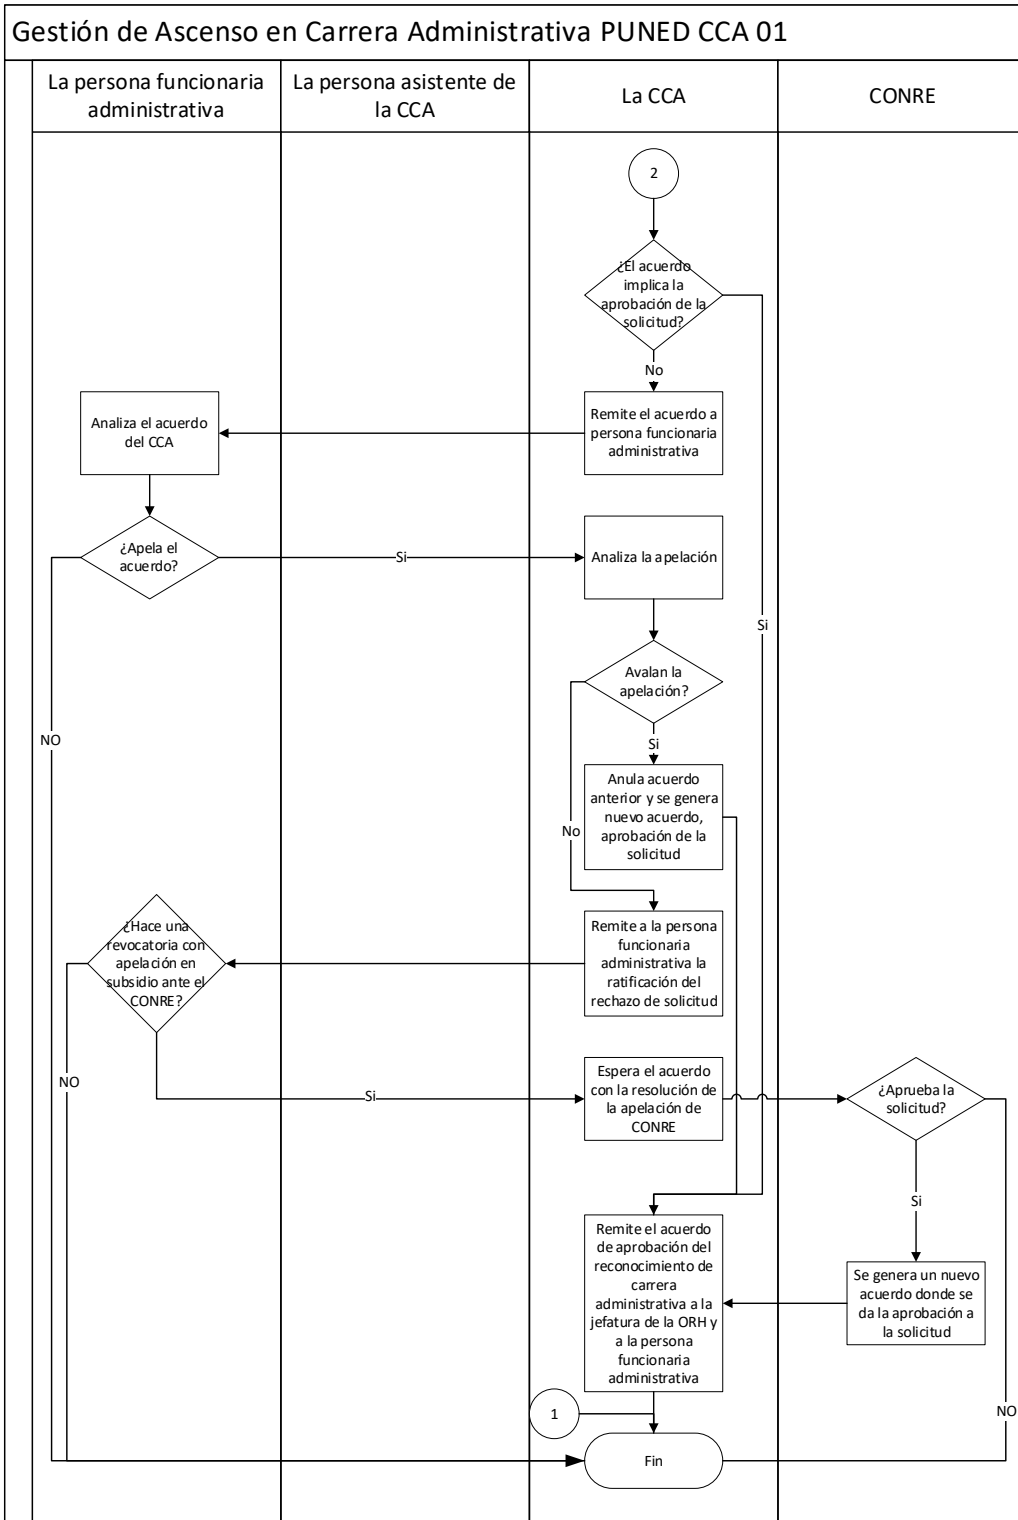 Gestión de Ascenso en Carrera Administrativa PUNED CCA 01
La persona funcionaria
administrativa
La persona asistente de
la CCA
La CCA
CONRE
2
¿El acuerdo
implica la
aprobación de la
solicitud?
No
Analiza el acuerdo
del CCA
Remite el acuerdo a
persona funcionaria
administrativa
¿Apela el
acuerdo?
Si
Analiza la apelación
Si
Avalan la
apelación?
NO
Si
Anula acuerdo
anterior y se genera
nuevo acuerdo,
aprobación de la
solicitud
No
¿Hace una
revocatoria con
apelación en
subsidio ante el
CONRE?
Remite a la persona
funcionaria
administrativa la
ratificación del
rechazo de solicitud
NO
Si
Espera el acuerdo
con la resolución de
la apelación de
CONRE
¿Aprueba la
solicitud?
Si
Remite el acuerdo
de aprobación del
reconocimiento de
carrera
administrativa a la
jefatura de la ORH y
a la persona
funcionaria
administrativa
Se genera un nuevo
acuerdo donde se
da la aprobación a
la solicitud
1
NO
Fin